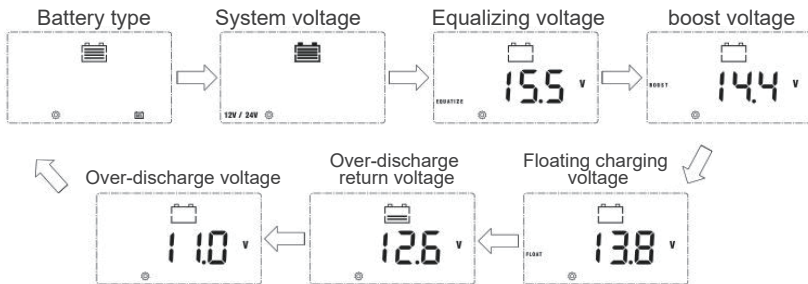 Battery type
System voltage
Equalizing voltage
boost voltage
12V / 24V
EQUALIZE
15.5 V
BOOST
14.4 V
Over-discharge voltage
Over-discharge
return voltage
Floating charging
voltage
11.0 V
12.6 V
FLOAT
13.8 V